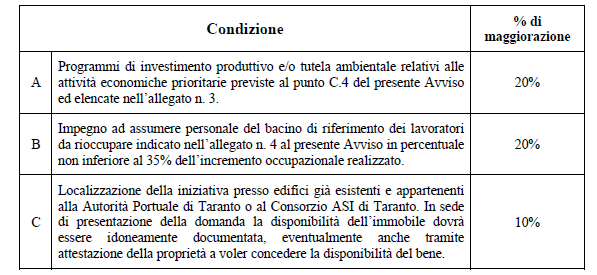 Condizione
% di
maggiorazione
A
Programmi di investimento produttivo e/o tutela ambientale relativi alle
attività economiche prioritarie previste al punto C.4 del presente Avviso
ed elencate nell'allegato n. 3.
20%
B
Impegno ad assumere personale del bacino di riferimento dei lavoratori
da rioccupare indicato nell'allegato n. 4 al presente Avviso in percentuale
non inferiore al 35% dell'incremento occupazionale realizzato.
20%
C
Localizzazione della iniziativa presso edifici già esistenti e appartenenti
alla Autorità Portuale di Taranto o al Consorzio ASI di Taranto. In sede
di presentazione della domanda la disponibilità dell'immobile dovrà
essere idoneamente documentata, eventualmente anche tramite
attestazione della proprietà a voler concedere la disponibilità del bene.
10%